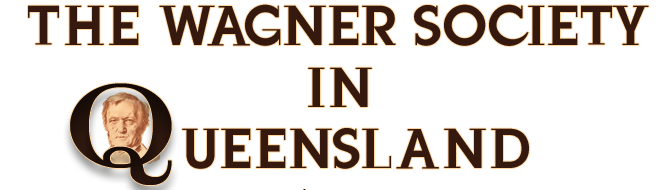 THE WAGNER SOCIETY
IN
QUEENSLAND